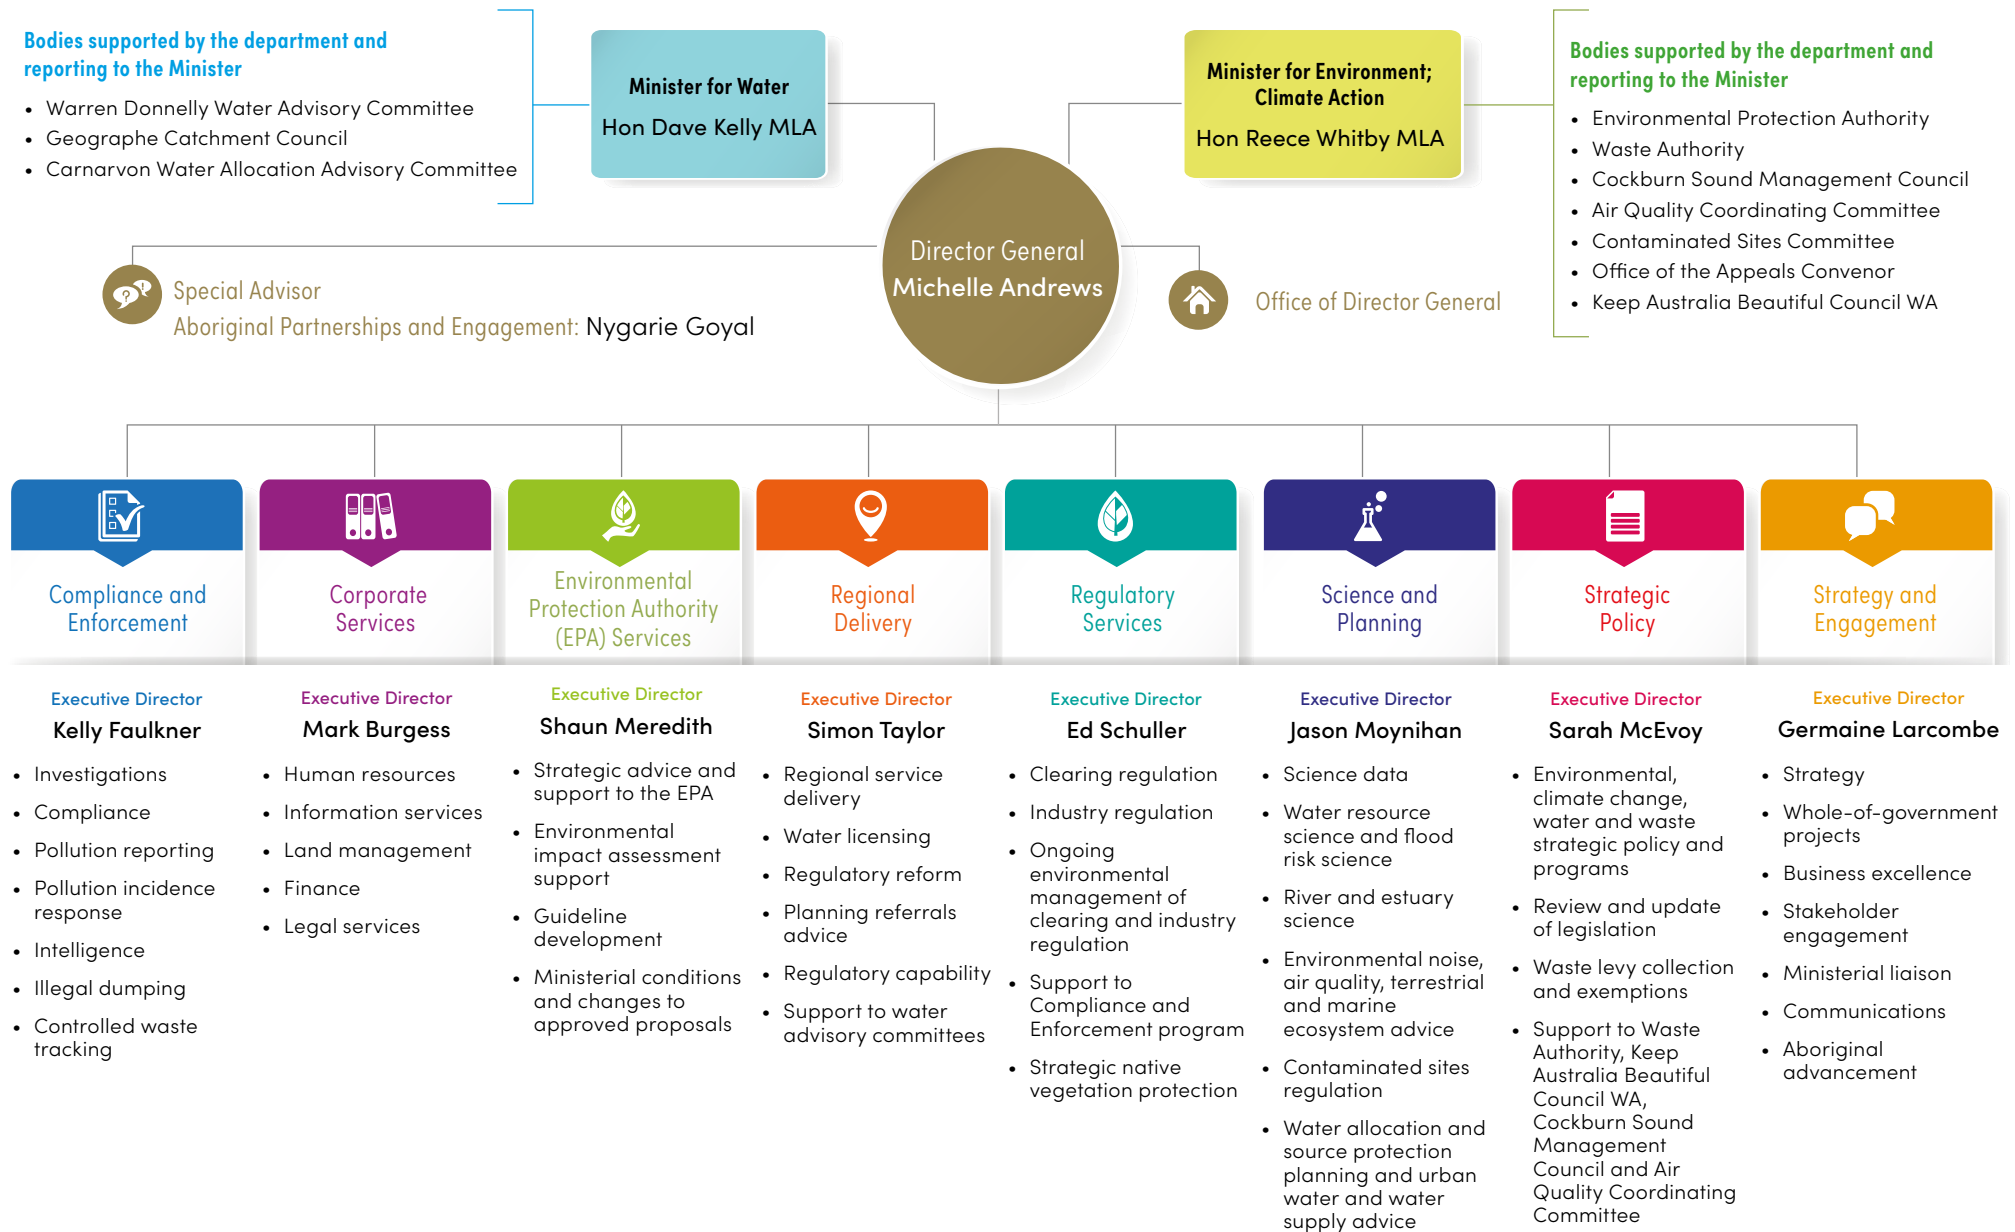 Bodies supported by the department and
reporting to the Minister
• Warren Donnelly Water Advisory Committee
• Geographe Catchment Council
• Carnarvon Water Allocation Advisory Committee
Minister for Water
Hon Dave Kelly MLA
Minister for Environment;
Climate Action
Hon Reece Whitby MLA
Bodies supported by the department and
reporting to the Minister
• Environmental Protection Authority
• Waste Authority
• Cockburn Sound Management Council
• Air Quality Coordinating Committee
• Contaminated Sites Committee
• Office of the Appeals Convenor
• Keep Australia Beautiful Council WA
Director General
Michelle Andrews
? !
Special Advisor
Aboriginal Partnerships and Engagement: Nygarie Goyal
Office of Director General
Compliance and
Enforcement
Executive Director
Kelly Faulkner
• Investigations
• Compliance
• Pollution reporting
• Pollution incidence
response
• Intelligence
• Illegal dumping
• Controlled waste
tracking
Corporate
Services
Executive Director
Mark Burgess
• Human resources
• Information services
• Land management
• Finance
• Legal services
Environmental
Protection Authority
(EPA) Services
Executive Director
Shaun Meredith
• Strategic advice and
support to the EPA
• Environmental
impact assessment
support
• Guideline
development
• Ministerial conditions
and changes to
approved proposals
Regional
Delivery
Executive Director
Simon Taylor
• Regional service
delivery
• Water licensing
• Regulatory reform
• Planning referrals
advice
• Regulatory capability
• Support to water
advisory committees
Regulatory
Services
Executive Director
Ed Schuller
• Clearing regulation
• Industry regulation
• Ongoing
environmental
management of
clearing and industry
regulation
• Support to
Compliance and
Enforcement program
• Strategic native
vegetation protection
Science and
Planning
Executive Director
Jason Moynihan
• Science data
• Water resource
science and flood
risk science
• River and estuary
science
• Environmental noise,
air quality, terrestrial
and marine
ecosystem advice
• Contaminated sites
regulation
• Water allocation and
source protection
planning and urban
water and water
supply advice
Strategic
Policy
Executive Director
Sarah McEvoy
• Environmental,
climate change,
water and waste
strategic policy and
programs
• Review and update
of legislation
• Waste levy collection
and exemptions
• Support to Waste
Authority, Keep
Australia Beautiful
Council WA,
Cockburn Sound
Management
Council and Air
Quality Coordinating
Committee
Strategy and
Engagement
Executive Director
Germaine Larcombe
• Strategy
• Whole-of-government
projects
• Business excellence
• Stakeholder
engagement
• Ministerial liaison
• Communications
• Aboriginal
advancement